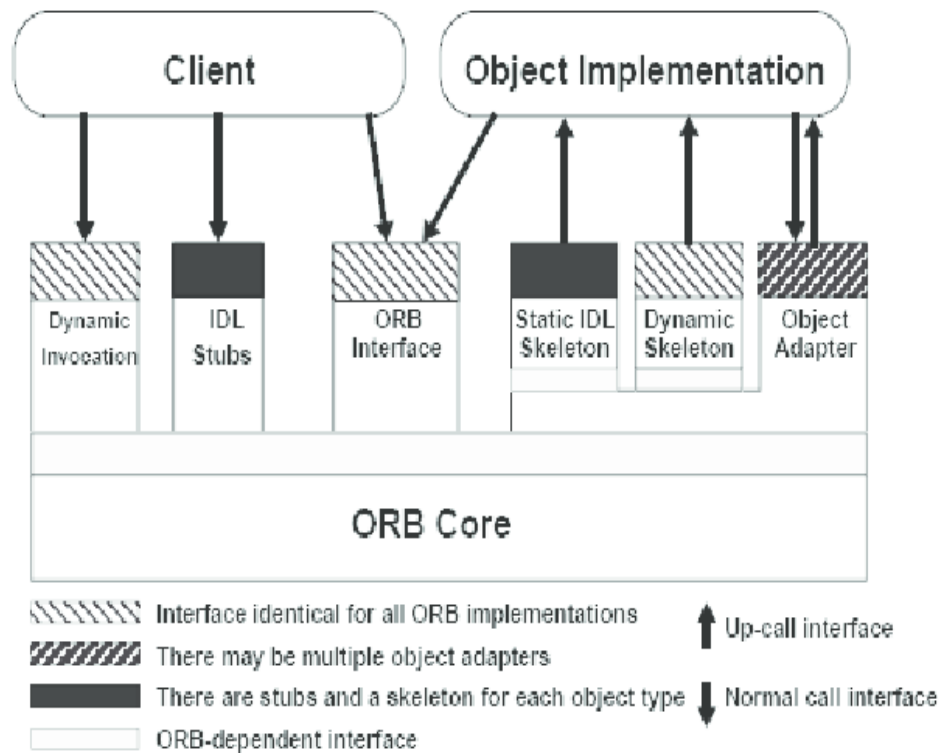 Client
Object Implementation
Dynamic
Invocation
IDL
Stubs
ORB
Interface
Static IDL
Skeleton
Dynamic
Skeleton
Object
Adapter
ORB Core
Interface identical for all ORB implementations
There may be multiple object adapters
There are stubs and a skeleton for each object type
ORB-dependent interface
Up-call interface
Normal call interface